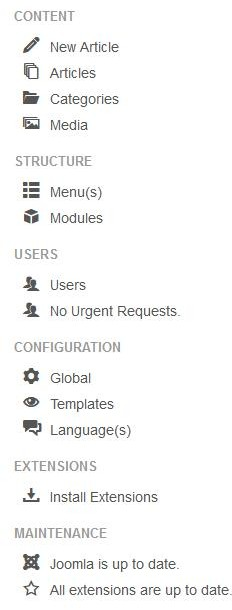 CONTENT
New Article
Articles
Categories
Media
STRUCTURE
Menu(s)
Modules
USERS
Users
No Urgent Requests.
CONFIGURATION
Global
Templates
Language(s)
EXTENSIONS
Install Extensions
MAINTENANCE
Joomla is up to date.
All extensions are up to date.